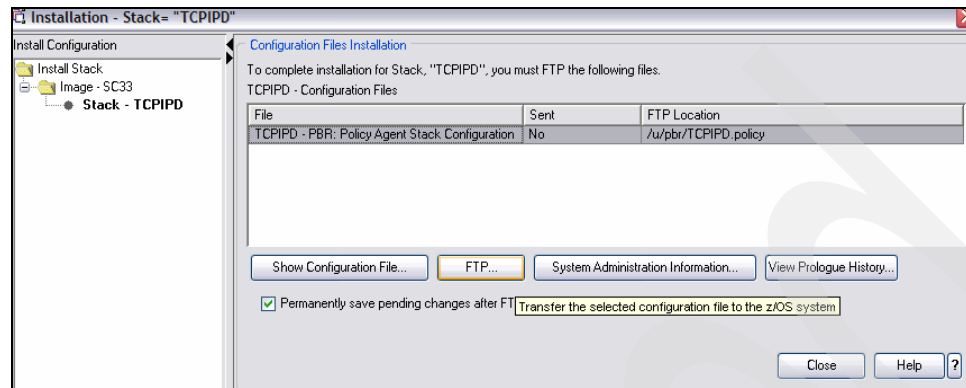 Installation - Stack= "TCPIPD"
Install Configuration
Install Stack
Image - SC33
Stack - TCPIPD
Configuration Files Installation
To complete installation for Stack, "TCPIPD", you must FTP the following files.
TCPIPD - Configuration Files
File Sent FTP Location
TCPIPD - PBR: Policy Agent Stack Configuration No /u/pbr/TCPIPD.policy
Show Configuration File... FTP... System Administration Information... View Prologue History...
Permanently save pending changes after FT
Transfer the selected configuration file to the z/OS system
Close Help ?